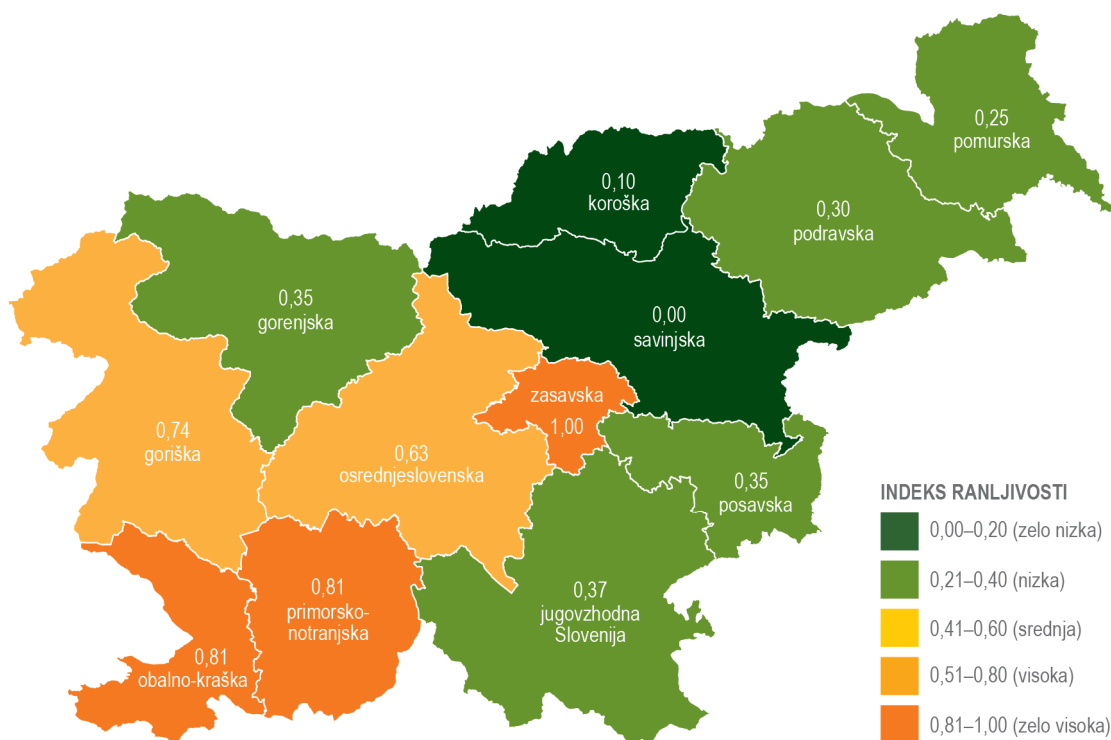 0,25
pomurska
0,10
koroška
0,30
podravska
0,35
gorenjska
0,00
savinjska
zasavska
1,00
0,74
goriška
0,63
osrednjeslovenska
0,35
posavska
0,81
primorsko-
notranjska
0,37
jugovzhodna
Slovenija
0,81
obalno-kraška
INDEKS RANLJIVOSTI
0,00–0,20 (zelo nizka)
0,21–0,40 (nizka)
0,41–0,60 (srednja)
0,51–0,80 (visoka)
0,81–1,00 (zelo visoka)